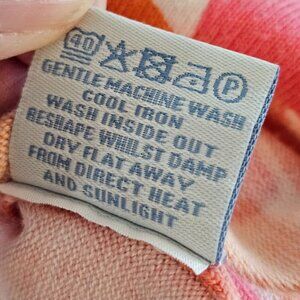 40 P
GENTLE MACHINE WASH
COOL IRON
WASH INSIDE OUT
RESHAPE WHILST DAMP
DRY FLAT AWAY
FROM DIRECT HEAT
AND SUNLIGHT